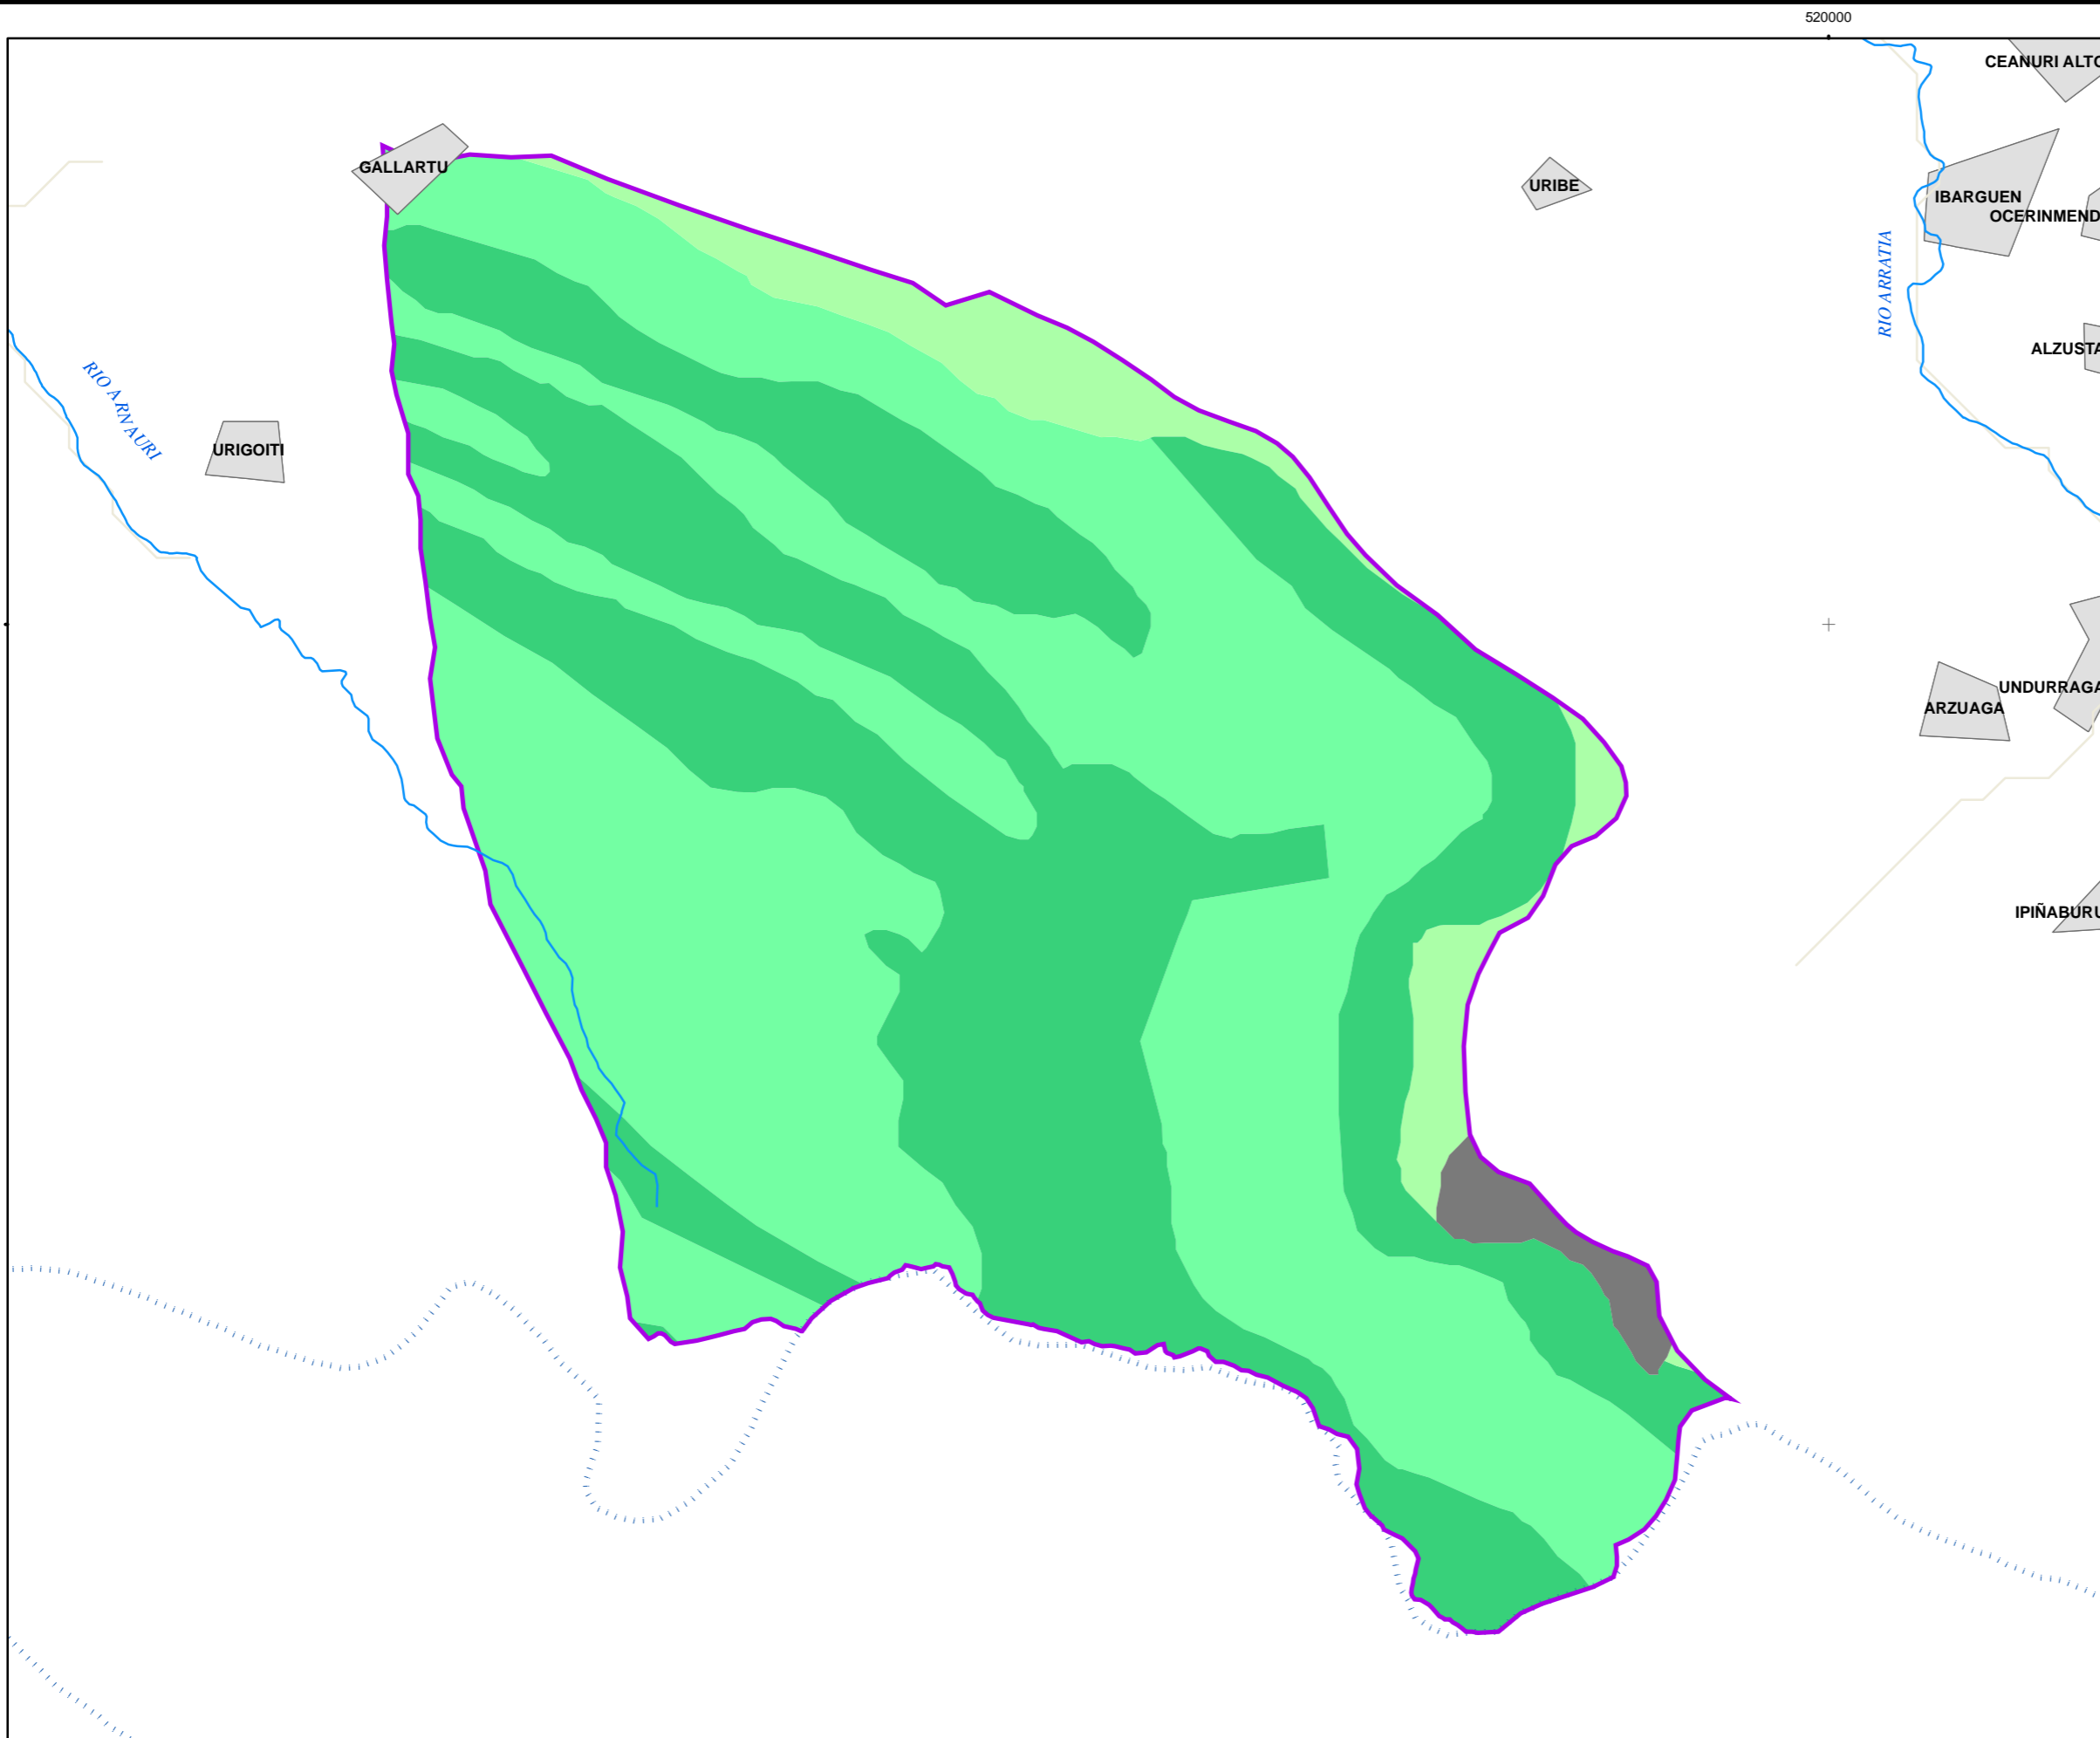 520000
CEANURI ALTO
GALLARTU
URIBE
IBARGUEN
OCERINMEND
RIO ARRATIA
ALZUSTA
RIO ARNAURI
URIGOITI
UNDURRAGA
ARZUAGA
IPIÑABURU